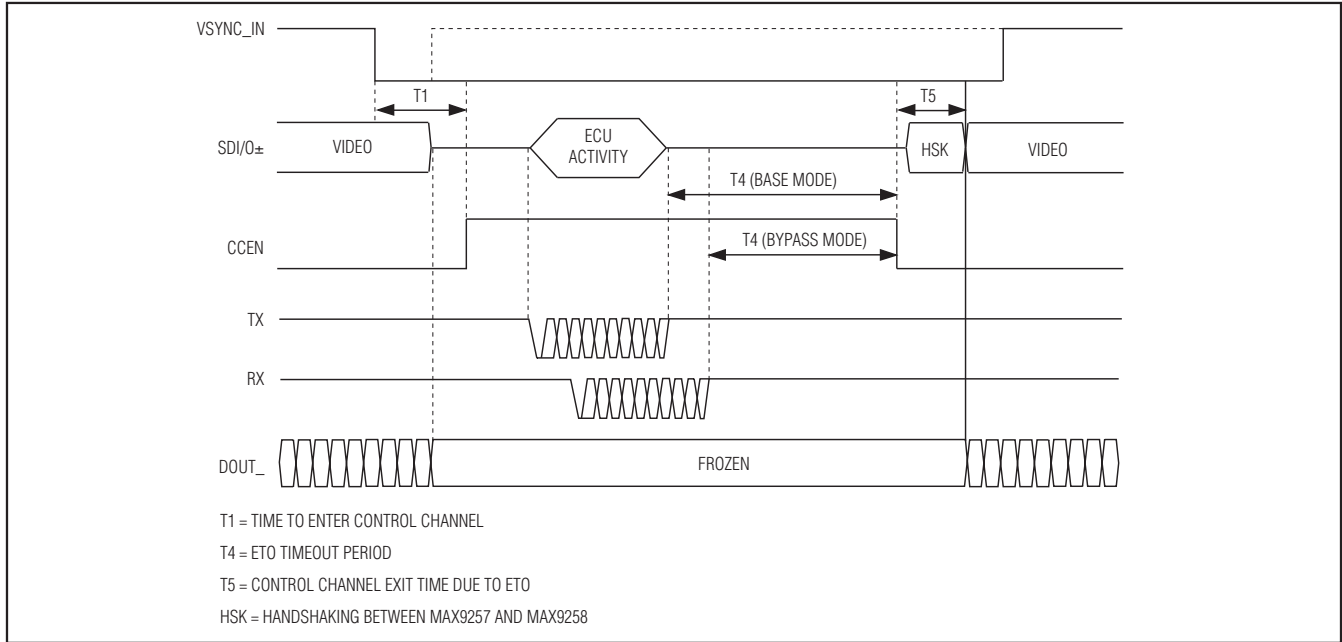 VSYNC_IN
T1
T5
SDI/O±
VIDEO
ECU
ACTIVITY
HSK
VIDEO
T4 (BASE MODE)
CCEN
T4 (BYPASS MODE)
TX
RX
DOUT_
FROZEN
T1 = TIME TO ENTER CONTROL CHANNEL
T4 = ETO TIMEOUT PERIOD
T5 = CONTROL CHANNEL EXIT TIME DUE TO ETO
HSK = HANDSHAKING BETWEEN MAX9257 AND MAX9258